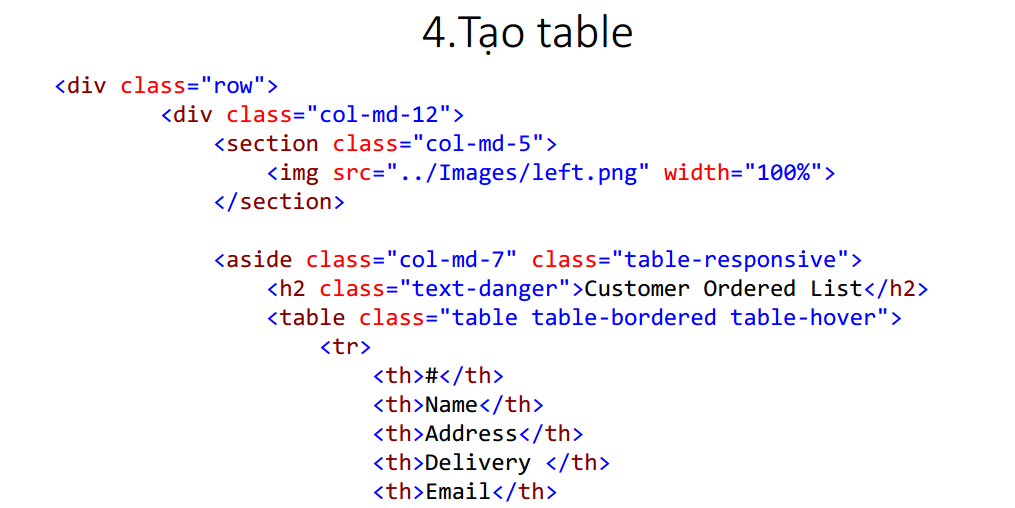 4.Tạo table
<div class="row">
<div class="col-md-12">
<section class="col-md-5">
<img src="../Images/left.png" width="100%">
</section>
<aside class="col-md-7" class="table-responsive">
<h2 class="text-danger">Customer Ordered List</h2>
<table class="table table-bordered table-hover">
<tr>
<th>#</th>
<th>Name</th>
<th>Address</th>
<th>Delivery </th>
<th>Email</th>